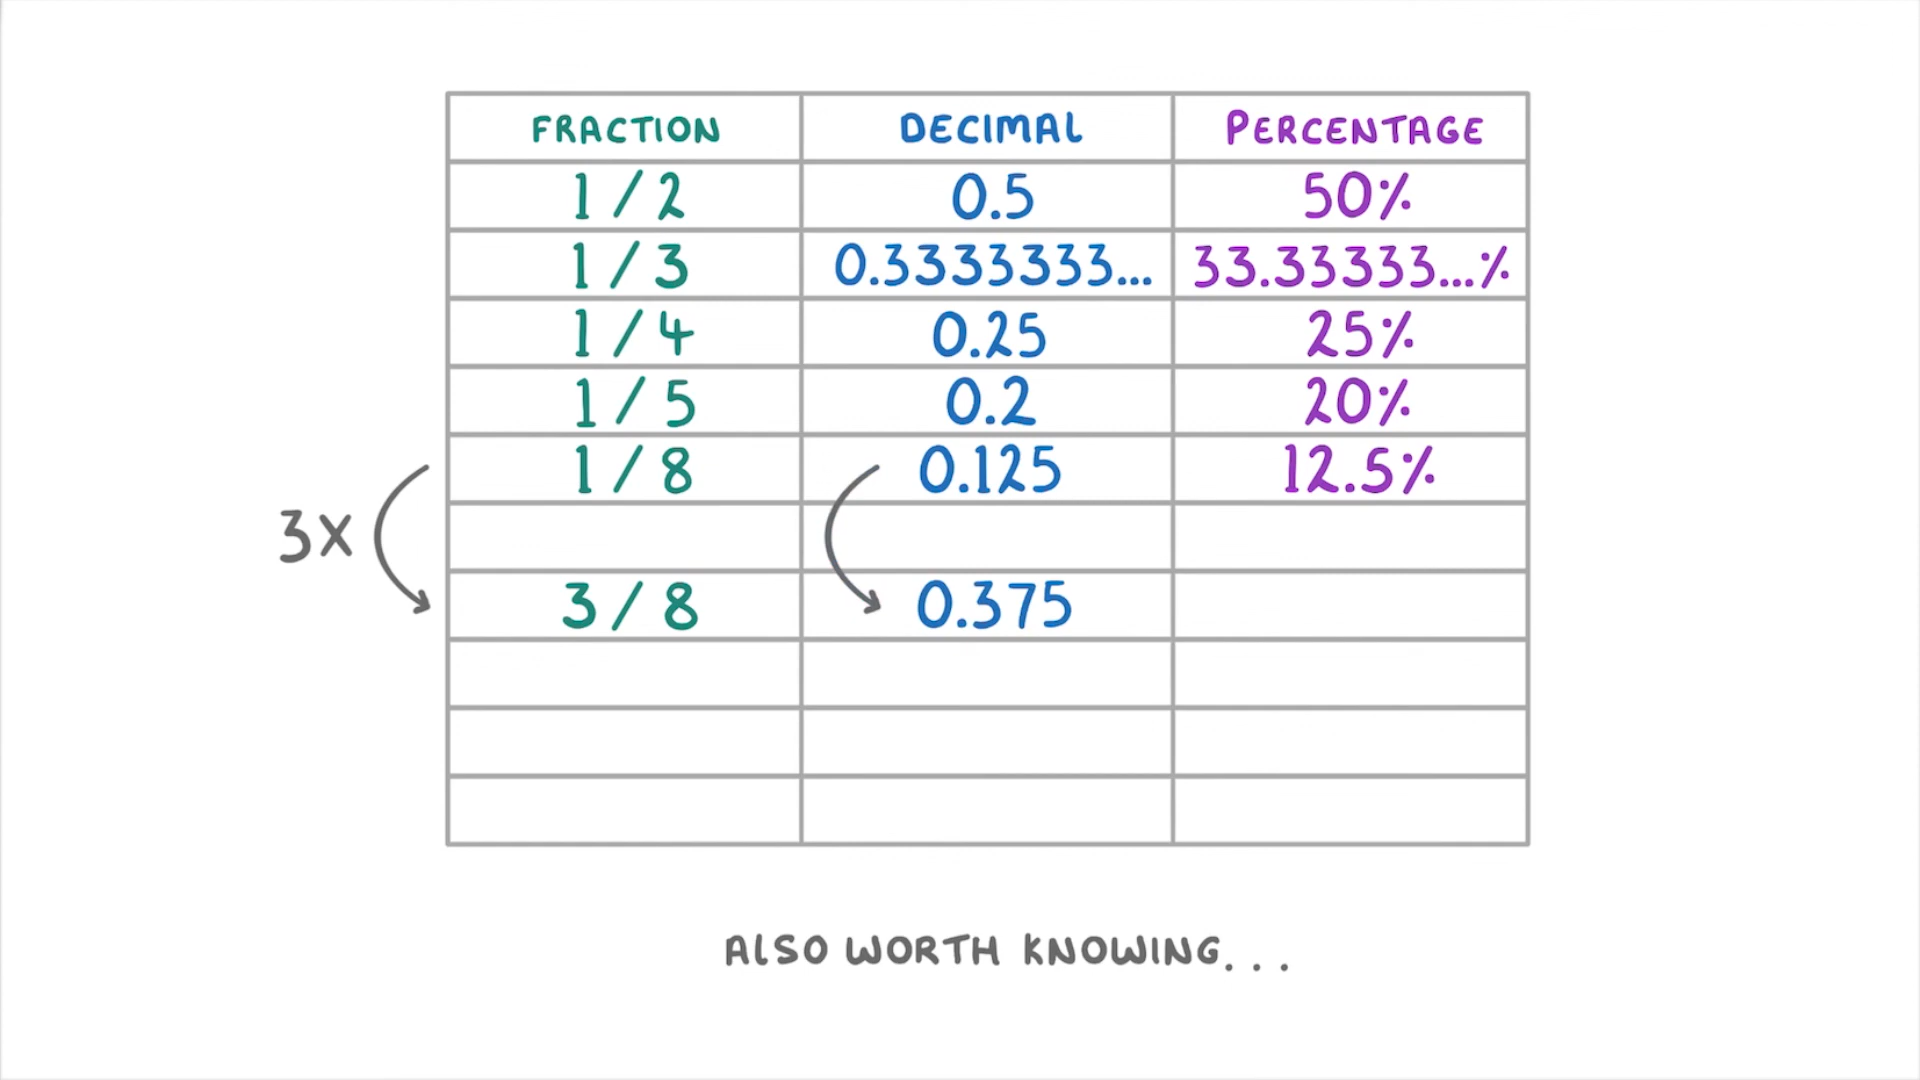 FRACTION DECIMAL PERCENTAGE
1/2 0.5 50%
1/3 0.3333333... 33.33333...%
1/4 0.25 25%
1/5 0.2 20%
1/8 0.125 12.5%
3X
3/8 0.375
ALSO WORTH KNOWING...